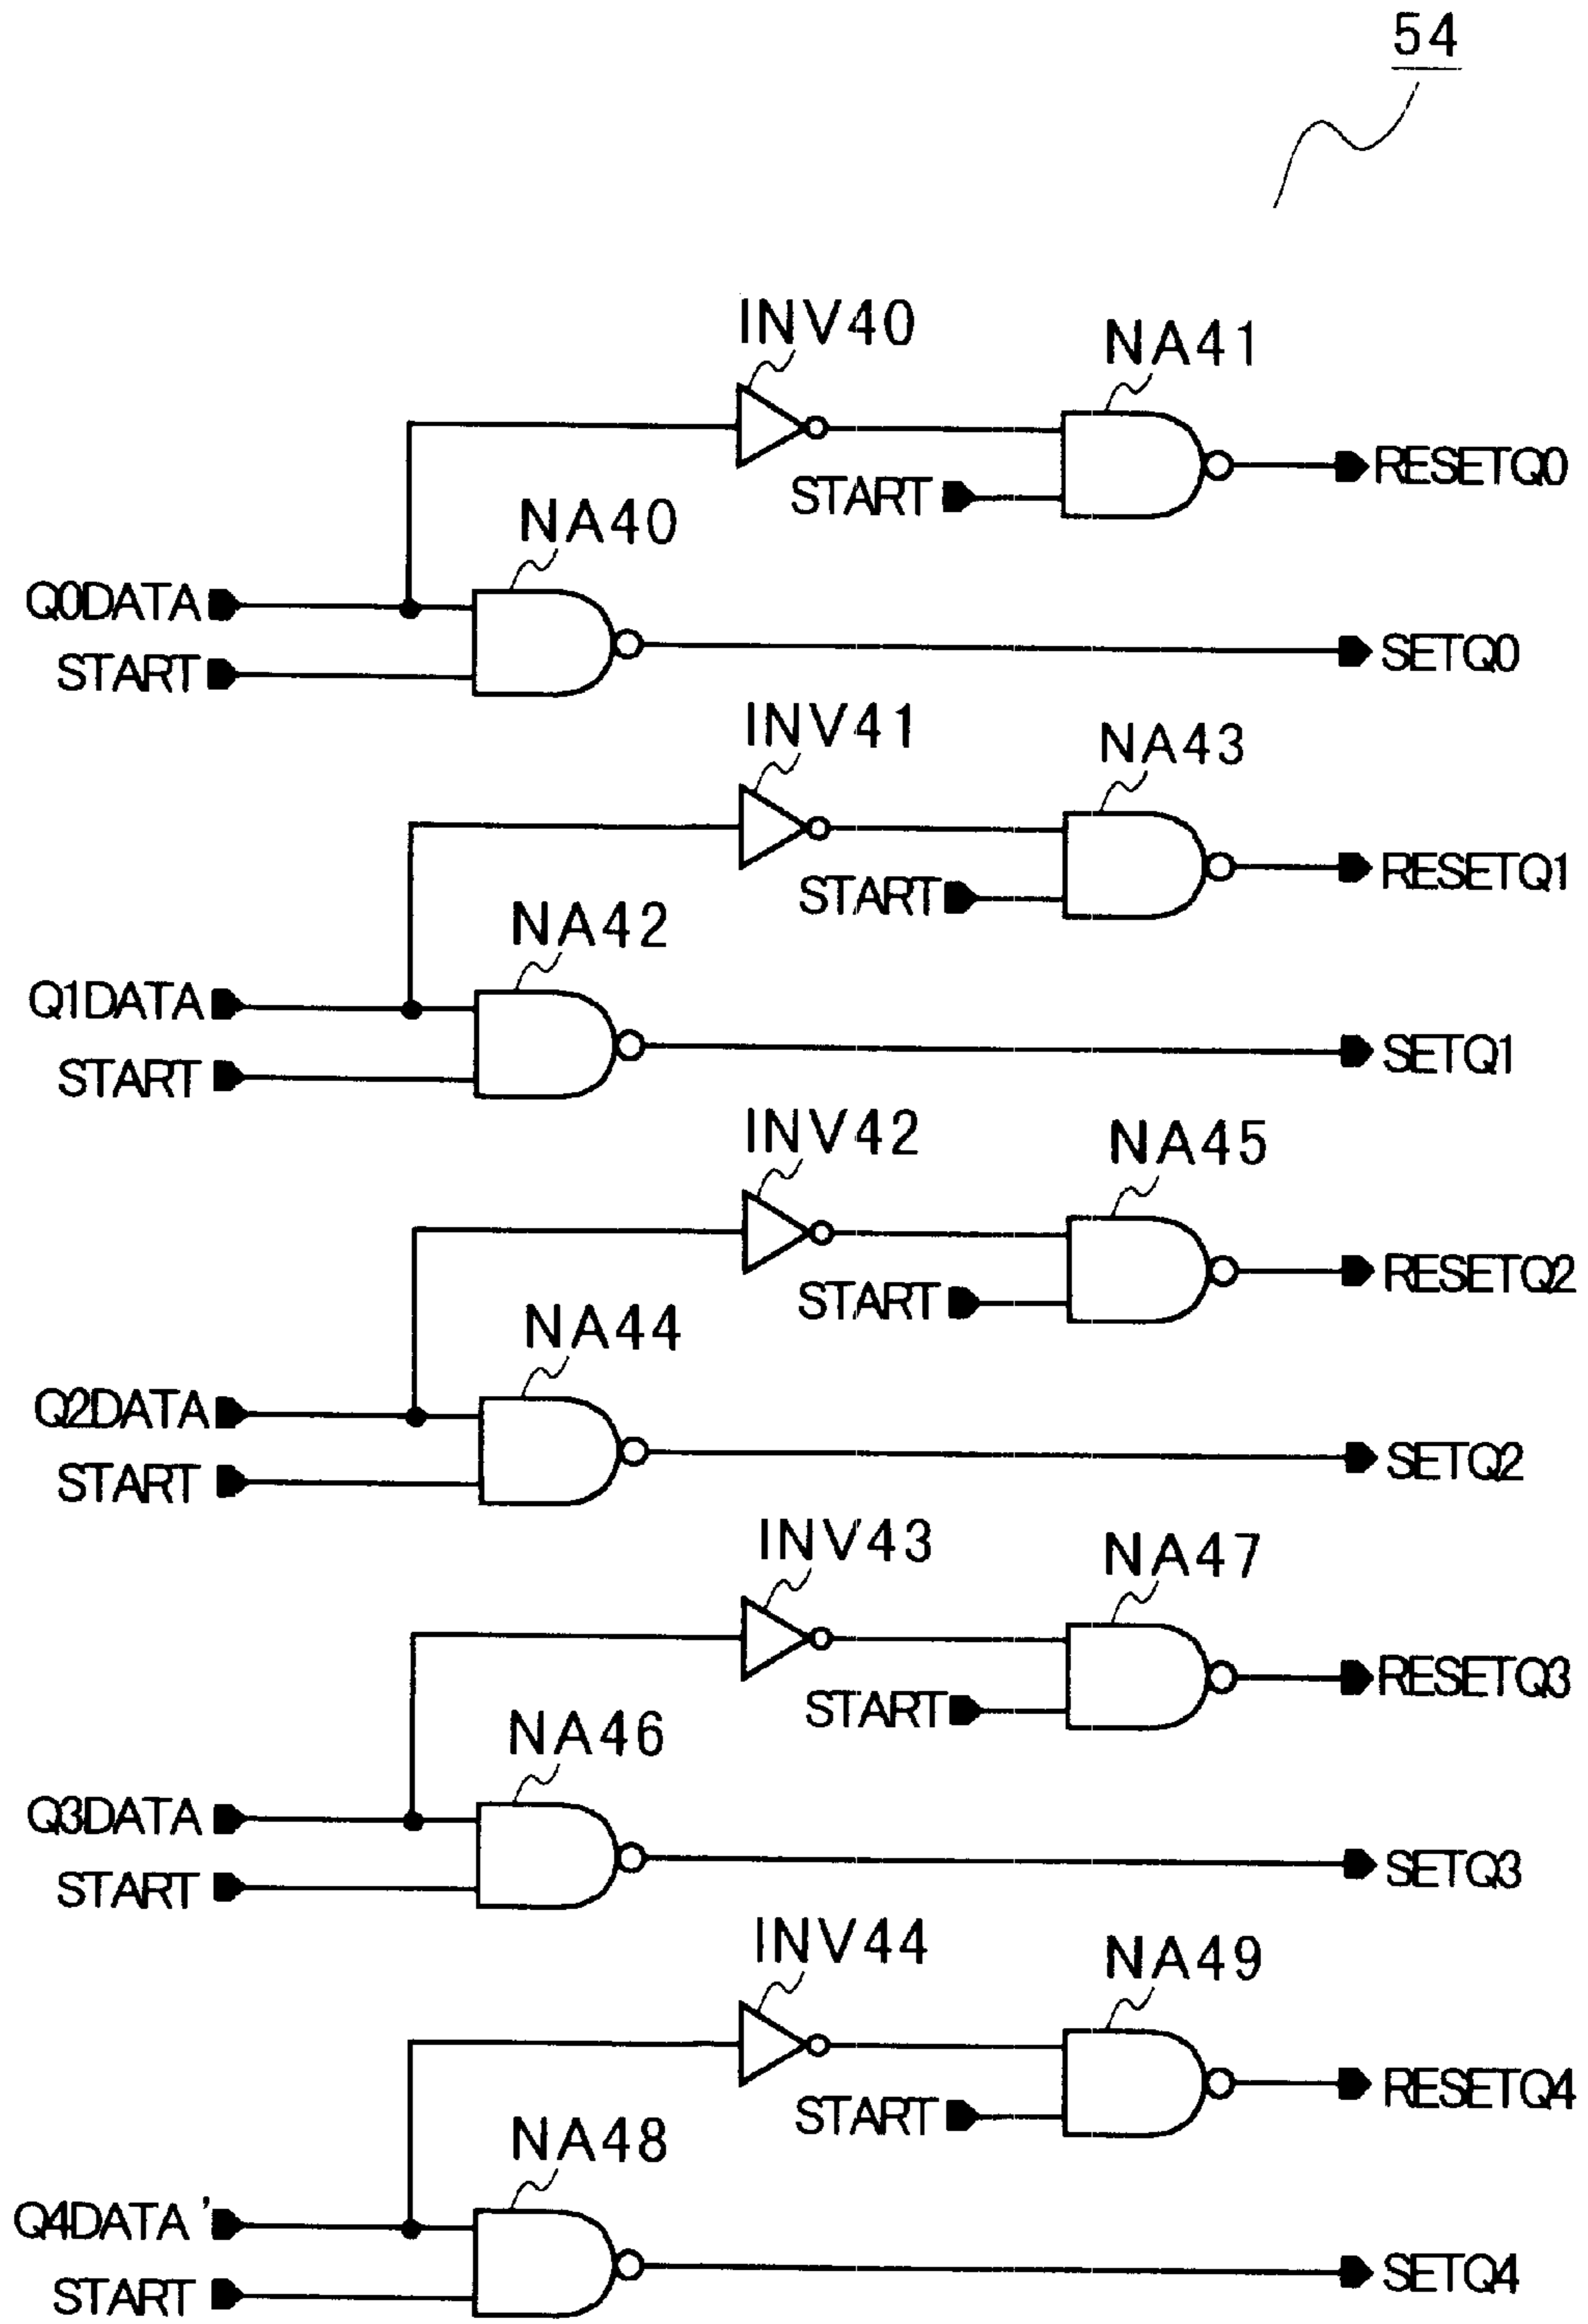 54
INV40
NA41
RESETQ0
START
NA40
Q0DATA
SETQ0
START
INV41
NA43
RESETQ1
START
NA42
Q1DATA
SETQ1
START
INV42
NA45
RESETQ2
START
NA44
Q2DATA
SETQ2
START
INV43
NA47
RESETQ3
START
NA46
Q3DATA
SETQ3
START
INV44
NA49
RESETQ4
START
NA48
Q4DATA'
SETQ4
START